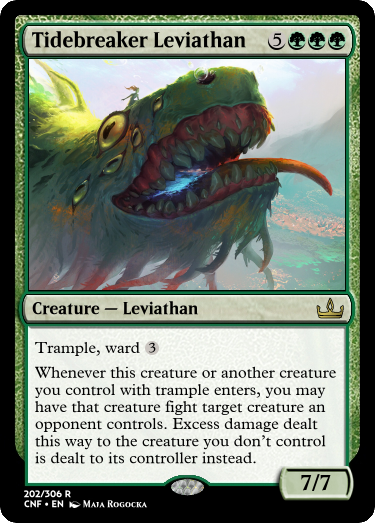 Tidebreaker Leviathan 5
Creature — Leviathan
Trample, ward 3
Whenever this creature or another creature
you control with trample enters, you may
have that creature fight target creature an
opponent controls. Excess damage dealt
this way to the creature you don't control
is dealt to its controller instead.
7/7
202/306 R
CNF • EN Maja Rogocka